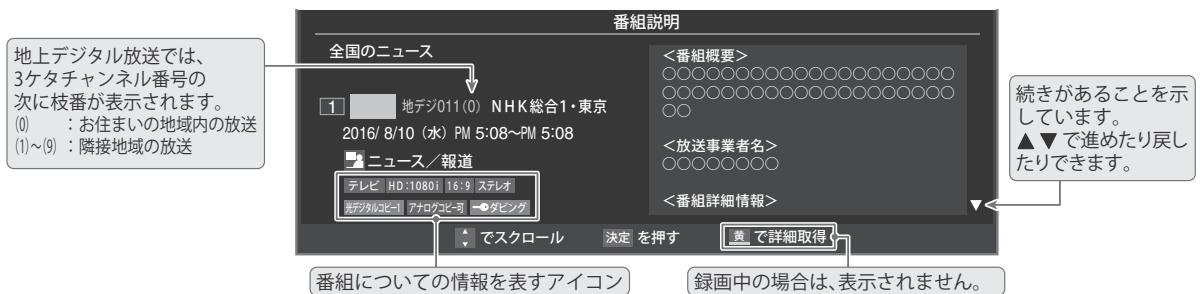 番組説明
地上デジタル放送では、
3ケタチャンネル番号の
次に枝番が表示されます。
⑽ :お住まいの地域内の放送
⑴~⑼ :隣接地域の放送
全国のニュース
1 地デジ011(0) NHK総合1・東京
2016/ 8/10 (水) PM 5:08~PM 5:08
ニュース/報道
テレビ HD:1080i 16:9 ステレオ
光デジタルコピー1 アナログコピー可 ダビング
<番組概要>
○○○○○○○○○○○○○○○○○○○○
○○○○○○○○○○○○○○○○○○○○
○○
<放送事業者名>
○○○○○○○○
<番組詳細情報>
▼
続きがあることを示
しています。
▲▼で進めたり戻し
たりできます。
でスクロール 決定 を押す 黄 で詳細取得
番組についての情報を表すアイコン
録画中の場合は、表示されません。